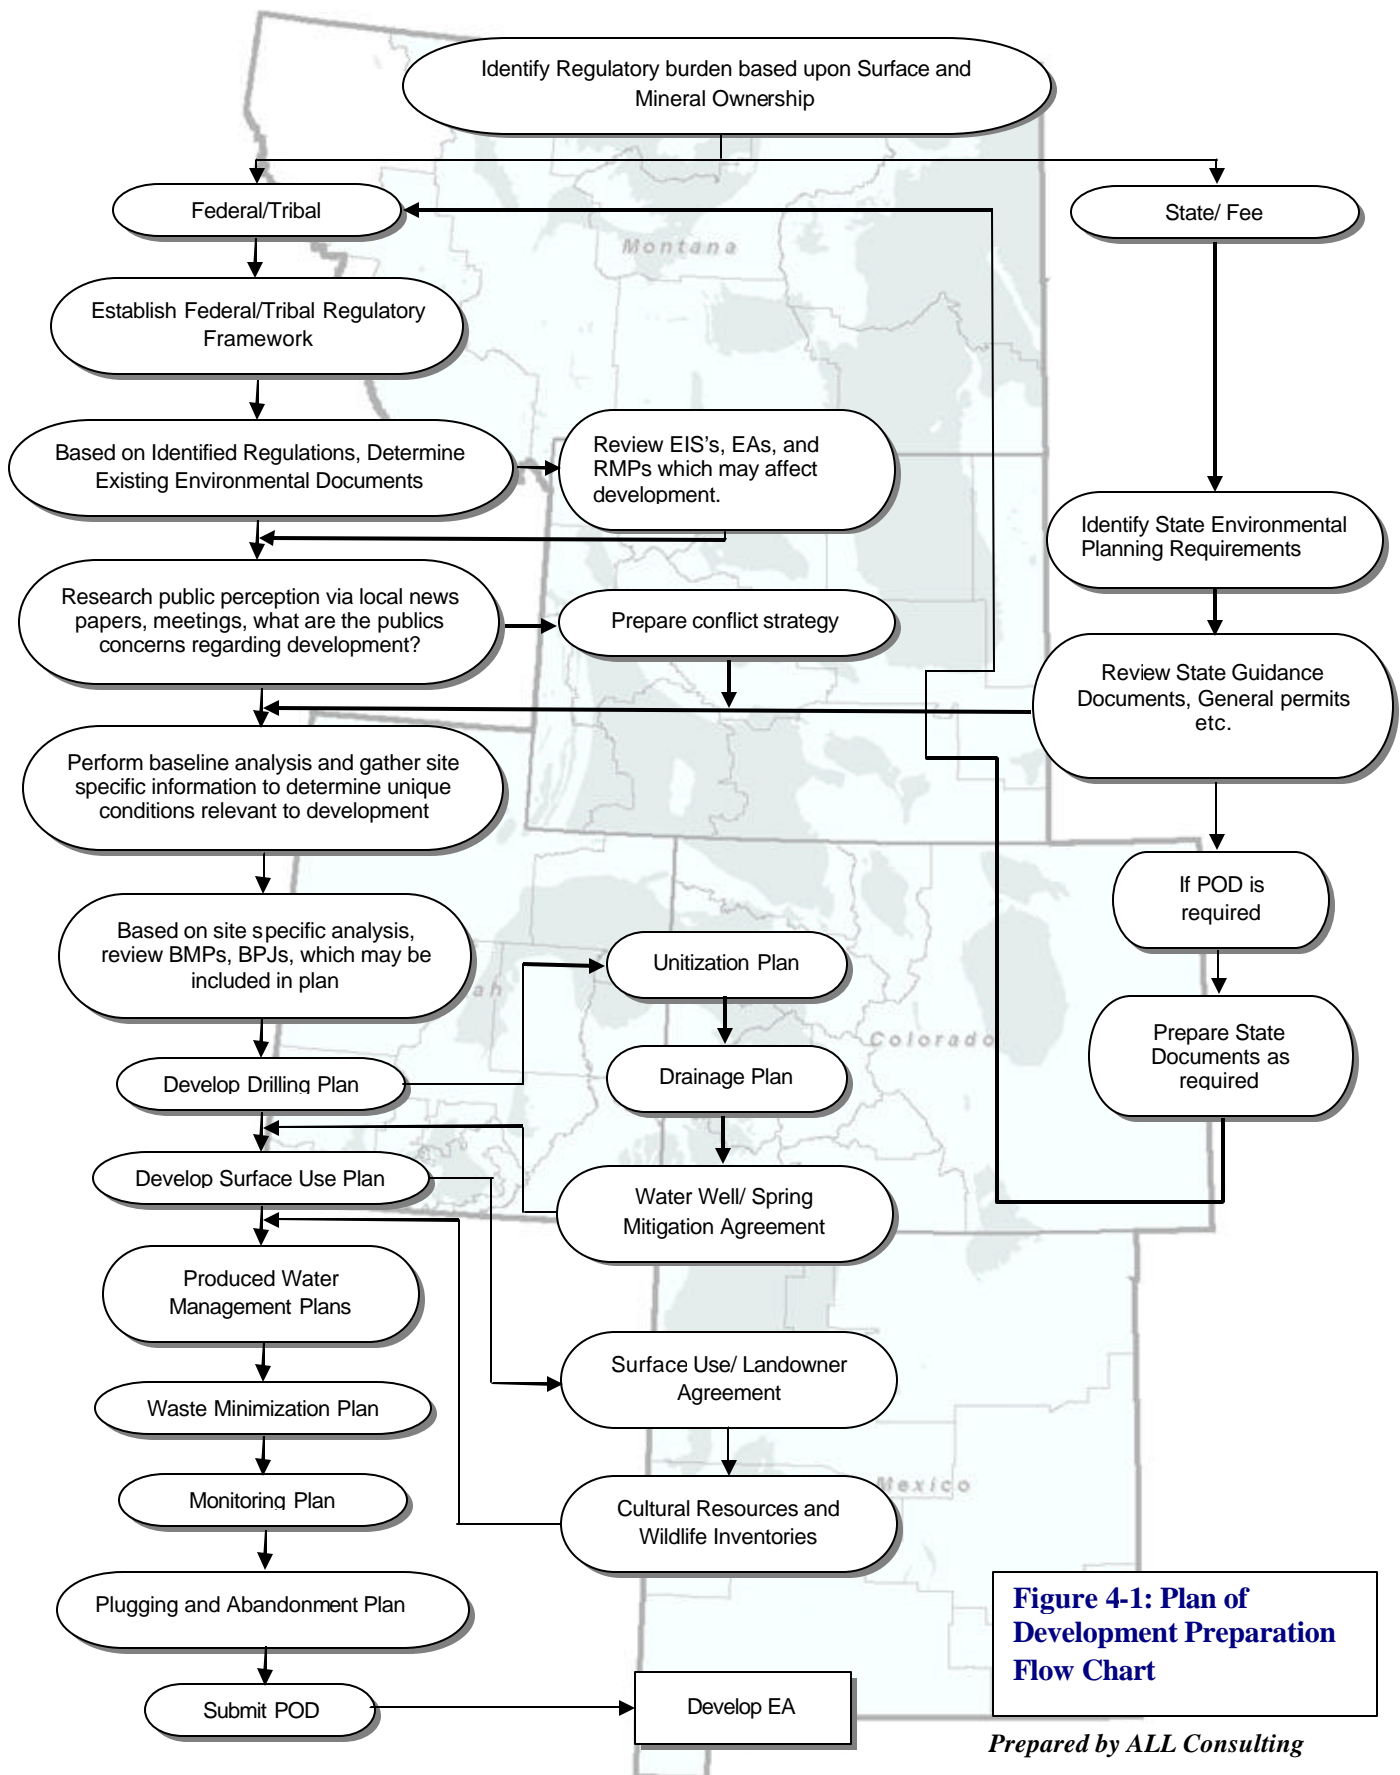 Identify Regulatory burden based upon Surface and
Mineral Ownership
Federal/Tribal
State/ Fee
Montana
Establish Federal/Tribal Regulatory
Framework
Based on Identified Regulations, Determine
Existing Environmental Documents
Review EIS's, EAs, and
RMPs which may affect
development.
Identify State Environmental
Planning Requirements
Research public perception via local news
papers, meetings, what are the publics
concerns regarding development?
Prepare conflict strategy
Review State Guidance
Documents, General permits
etc.
Perform baseline analysis and gather site
specific information to determine unique
conditions relevant to development
If POD is
required
Based on site specific analysis,
review BMPs, BPJs, which may be
included in plan
ah
Unitization Plan
Colorado
Prepare State
Documents as
required
Develop Drilling Plan
Drainage Plan
Develop Surface Use Plan
Water Well/ Spring
Mitigation Agreement
Produced Water
Management Plans
Surface Use/ Landowner
Agreement
Waste Minimization Plan
Mexico
Monitoring Plan
Cultural Resources and
Wildlife Inventories
Plugging and Abandonment Plan
Submit POD
Develop EA
Figure 4-1: Plan of
Development Preparation
Flow Chart
Prepared by ALL Consulting